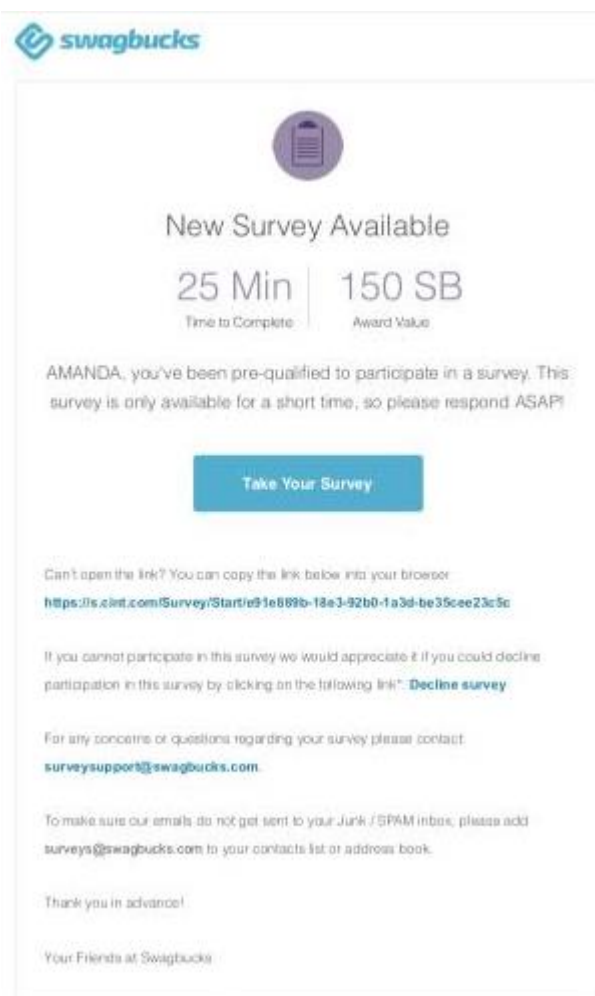 swagbucks
New Survey Available
25 Min 150 SB
Time to Complete Award Value
AMANDA, you've been pre-qualified to participate in a survey. This
survey is only available for a short time, so please respond ASAP!
Take Your Survey
Can't open the link? You can copy the link below into your browser
https://s.cint.com/Survey/Start/e91e669b-18e3-92b0-1a3d-be35cee23c5c
If you cannot participate in this survey we would appreciate it if you could decline
participation in this survey by clicking on the following link*. Decline survey
For any concerns or questions regarding your survey please contact
surveysupport@swagbucks.com.
To make sure our emails do not get sent to your Junk / SPAM inbox, please add
surveys@swagbucks.com to your contacts list or address book.
Thank you in advance!
Your Friends at Swagbucks